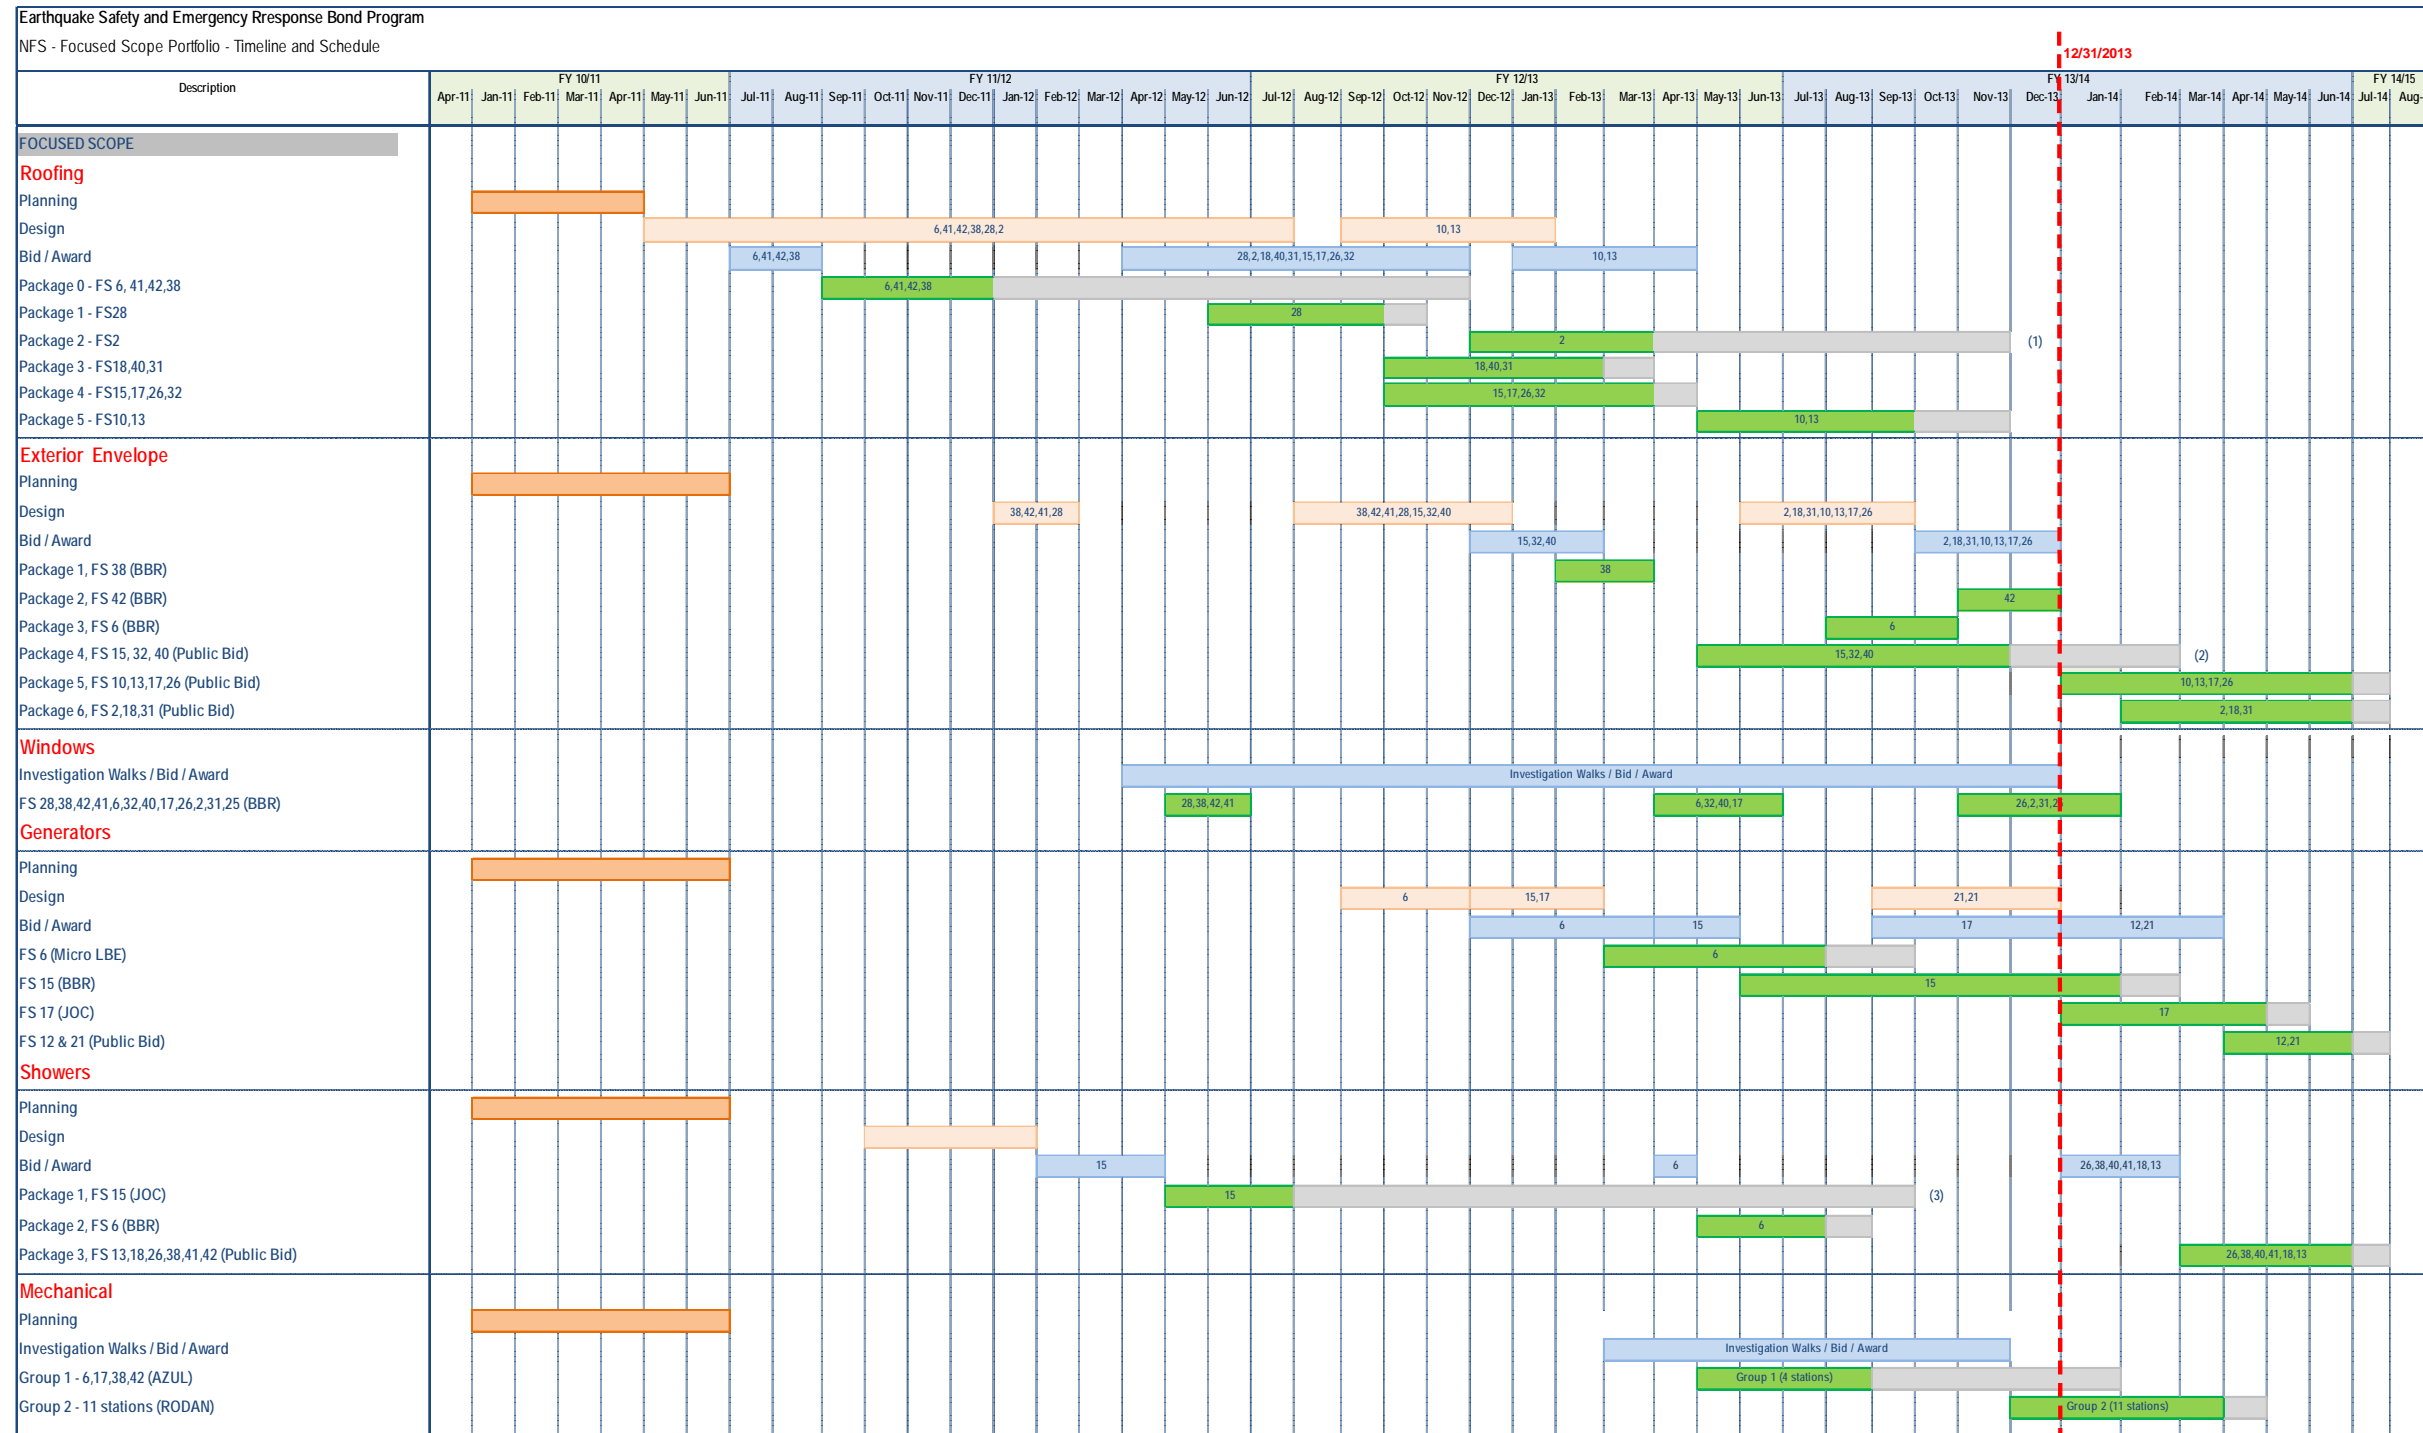 Earthquake Safety and Emergency Rresponse Bond Program
NFS - Focused Scope Portfolio - Timeline and Schedule
12/31/2013
Description
FY 10/11 FY 11/12 FY 12/13 FY 13/14 FY 14/15
Apr-11 Jan-11 Feb-11 Mar-11 Apr-11 May-11 Jun-11 Jul-11 Aug-11 Sep-11 Oct-11 Nov-11 Dec-11 Jan-12 Feb-12 Mar-12 Apr-12 May-12 Jun-12 Jul-12 Aug-12 Sep-12 Oct-12 Nov-12 Dec-12 Jan-13 Feb-13 Mar-13 Apr-13 May-13 Jun-13 Jul-13 Aug-13 Sep-13 Oct-13 Nov-13 Dec-13 Jan-14 Feb-14 Mar-14 Apr-14 May-14 Jun-14 Jul-14 Aug-
FOCUSED SCOPE
Roofing
Planning
Design 6,41,42,38,28,2 10,13
Bid / Award 6,41,42,38 28,2,18,40,31,15,17,26,32 10,13
Package 0 - FS 6, 41,42,38 6,41,42,38
Package 1 - FS28 28
Package 2 - FS2 2 (1)
Package 3 - FS18,40,31 18,40,31
Package 4 - FS15,17,26,32 15,17,26,32
Package 5 - FS10,13 10,13
Exterior Envelope
Planning
Design 38,42,41,28 38,42,41,28,15,32,40 2,18,31,10,13,17,26
Bid / Award 15,32,40 2,18,31,10,13,17,26
Package 1, FS 38 (BBR) 38
Package 2, FS 42 (BBR) 42
Package 3, FS 6 (BBR) 6
Package 4, FS 15, 32, 40 (Public Bid) 15,32,40 (2)
Package 5, FS 10,13,17,26 (Public Bid) 10,13,17,26
Package 6, FS 2,18,31 (Public Bid) 2,18,31
Windows
Investigation Walks / Bid / Award Investigation Walks / Bid / Award
FS 28,38,42,41,6,32,40,17,26,2,31,25 (BBR) 28,38,42,41 6,32,40,17 26,2,31,25
Generators
Planning
Design 6 15,17 21,21
Bid / Award 6 15 17 12,21
FS 6 (Micro LBE) 6
FS 15 (BBR) 15
FS 17 (JOC) 17
FS 12 & 21 (Public Bid) 12,21
Showers
Planning
Design
Bid / Award 15 6 26,38,40,41,18,13
Package 1, FS 15 (JOC) 15 (3)
Package 2, FS 6 (BBR) 6
Package 3, FS 13,18,26,38,41,42 (Public Bid) 26,38,40,41,18,13
Mechanical
Planning
Investigation Walks / Bid / Award Investigation Walks / Bid / Award
Group 1 - 6,17,38,42 (AZUL) Group 1 (4 stations)
Group 2 - 11 stations (RODAN) Group 2 (11 stations)